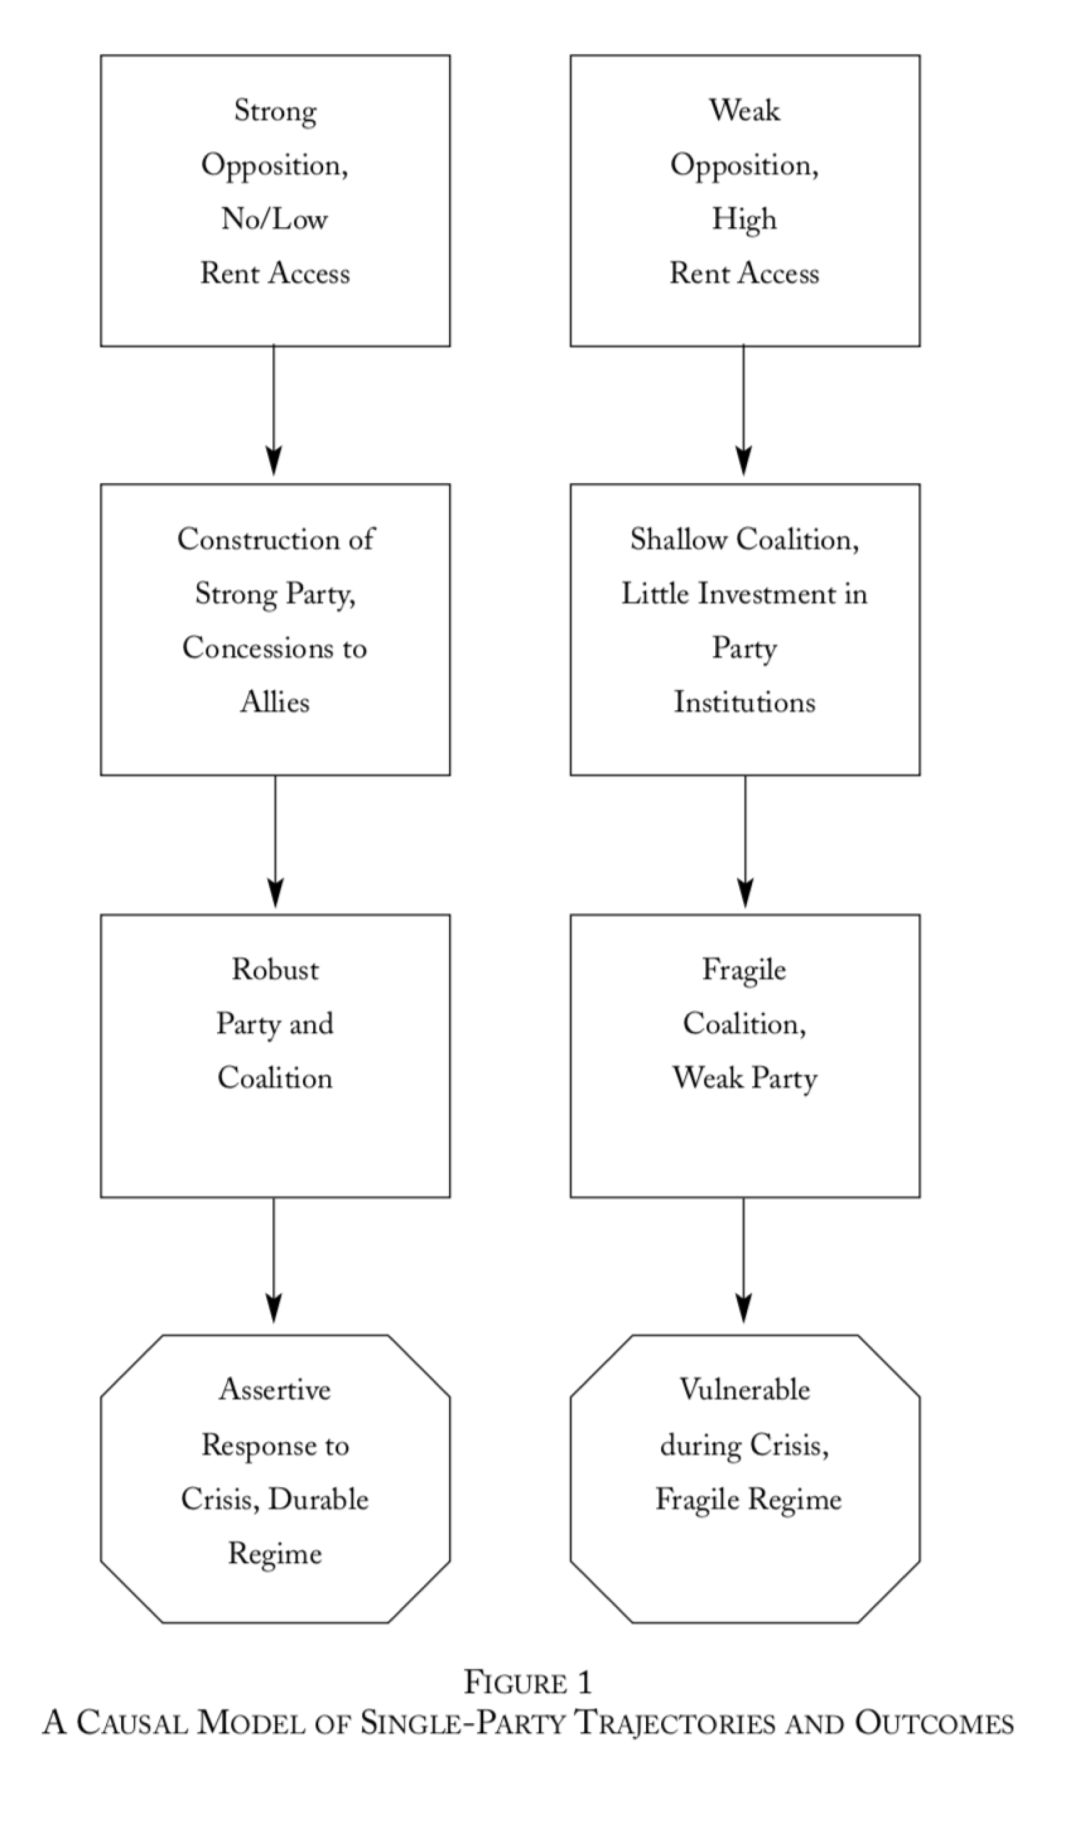 Strong
Opposition,
No/Low
Rent Access
Weak
Opposition,
High
Rent Access
Construction of
Strong Party,
Concessions to
Allies
Shallow Coalition,
Little Investment in
Party
Institutions
Robust
Party and
Coalition
Fragile
Coalition,
Weak Party
Assertive
Response to
Crisis, Durable
Regime
Vulnerable
during Crisis,
Fragile Regime
FIGURE 1
A CAUSAL MODEL OF SINGLE-PARTY TRAJECTORIES AND OUTCOMES